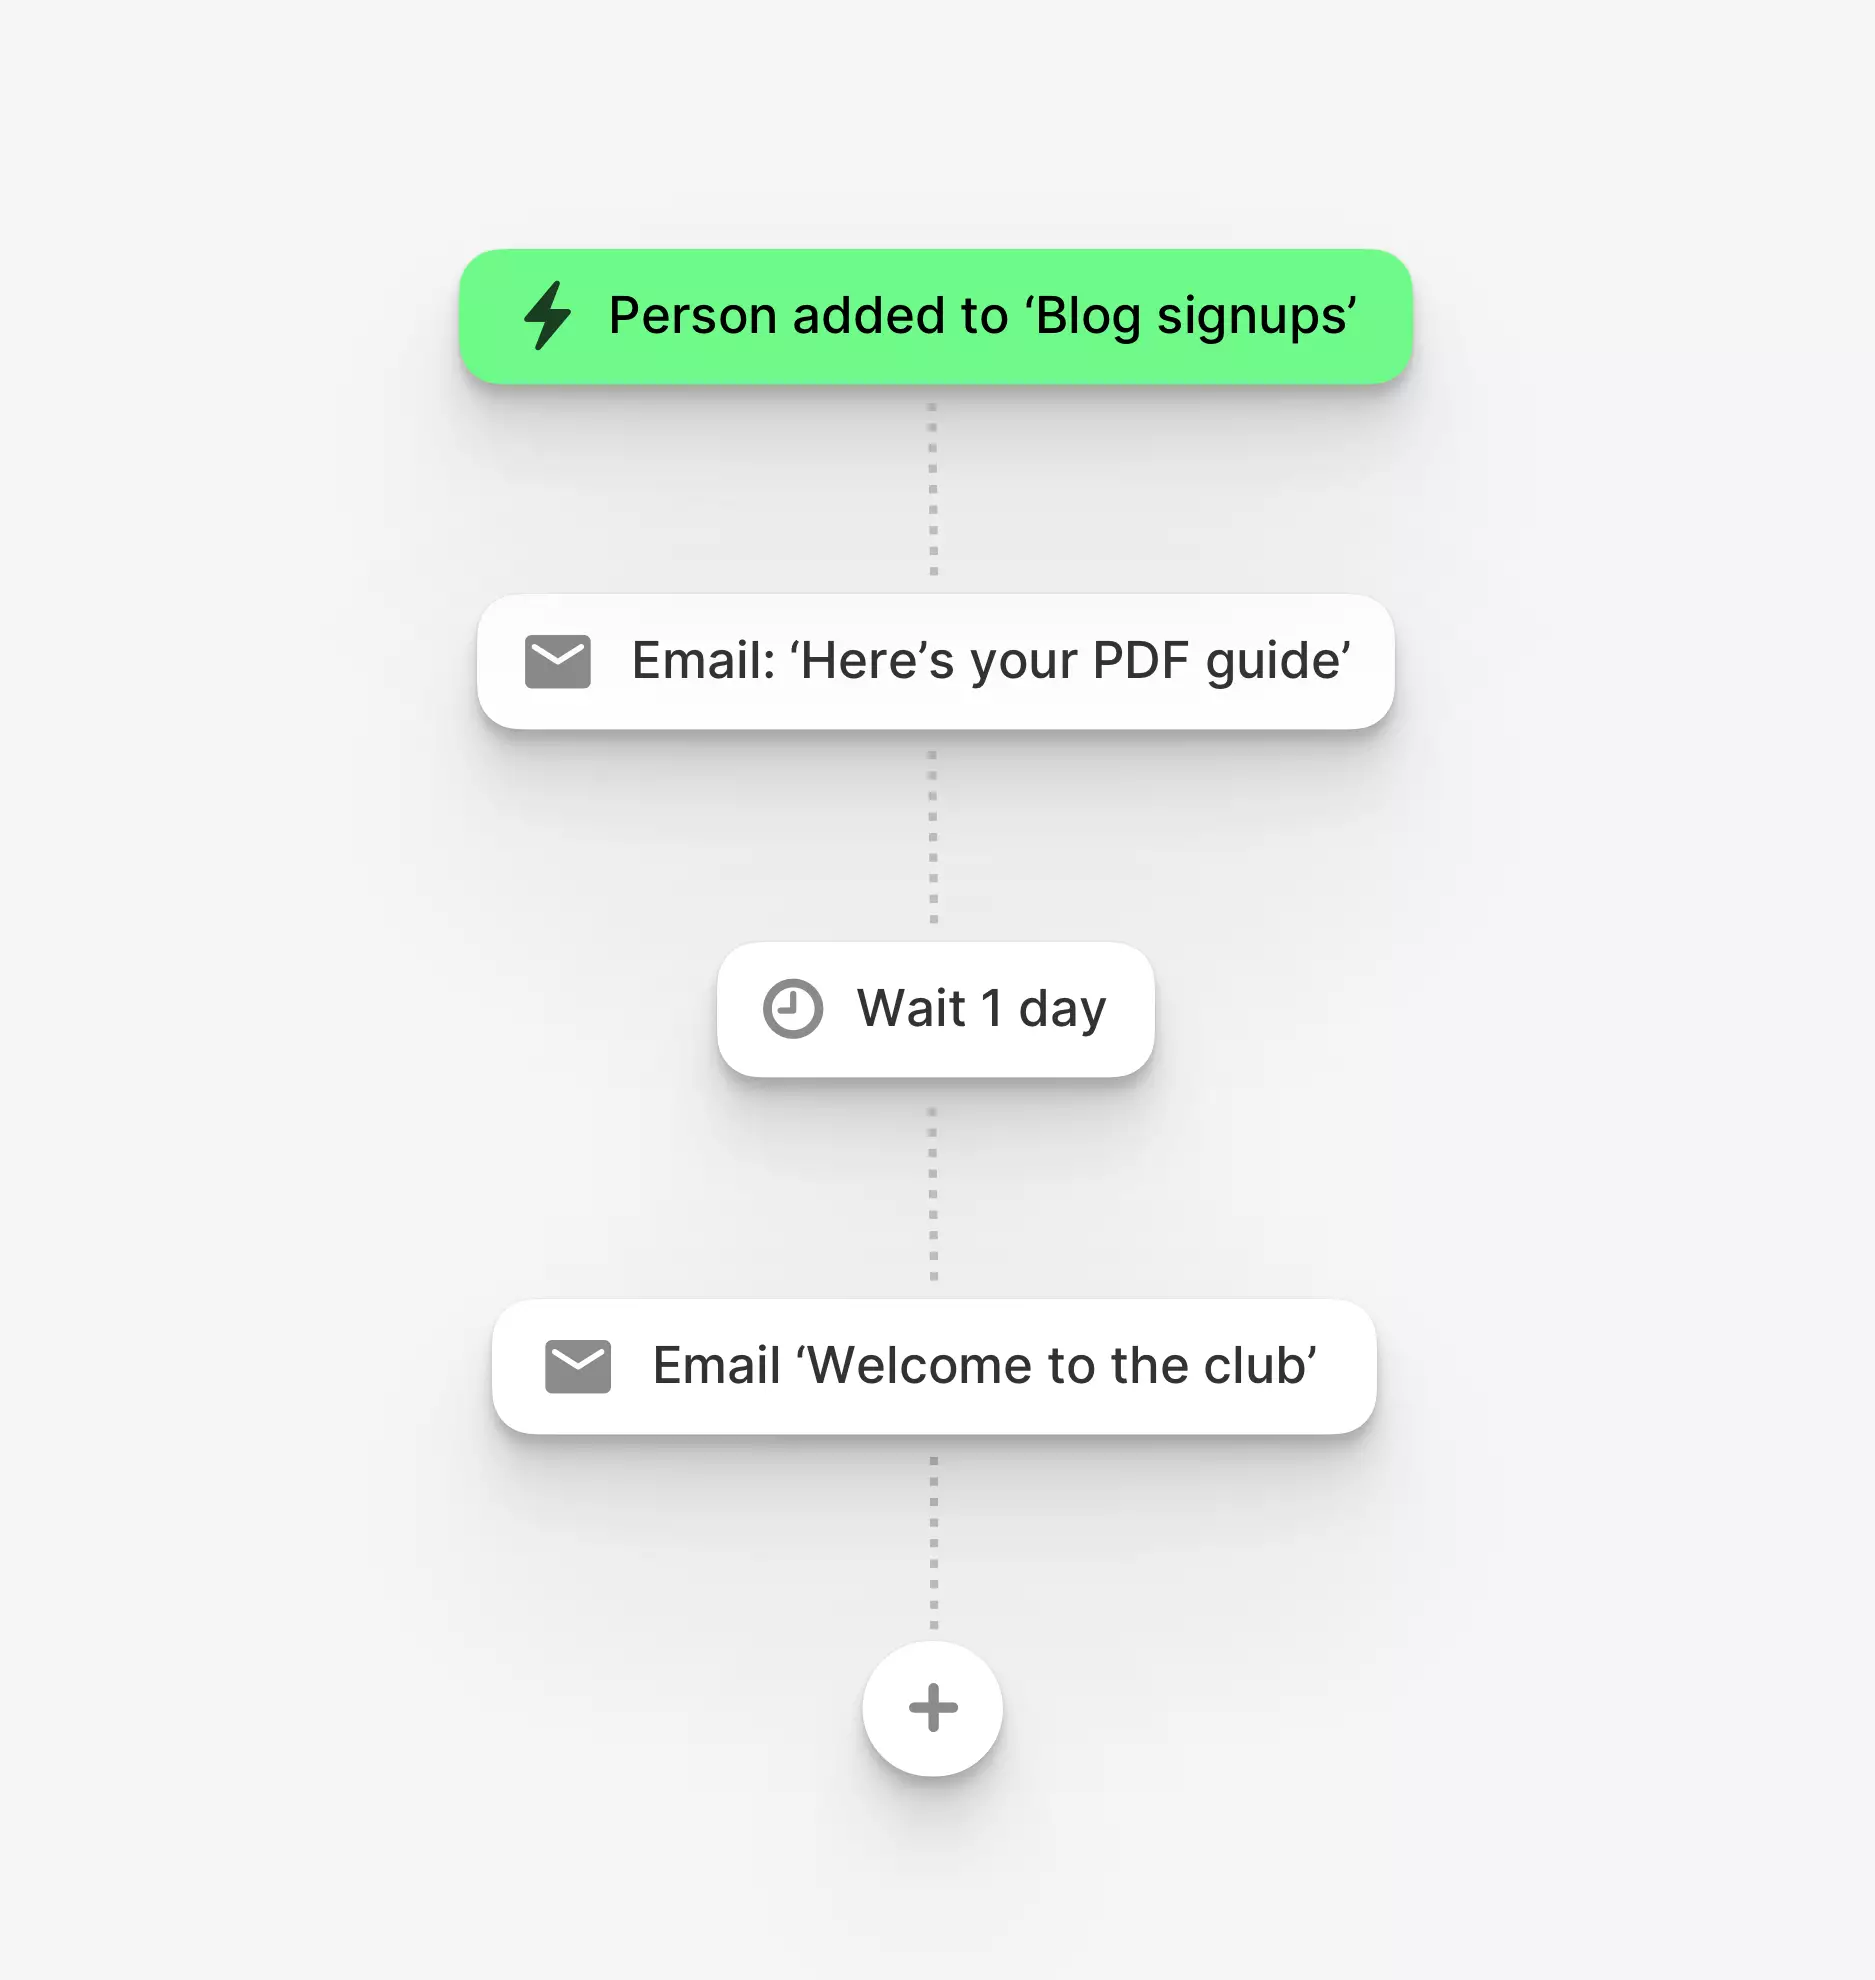 Person added to ‘Blog signups’
Email: ‘Here’s your PDF guide’
Wait 1 day
Email ‘Welcome to the club’